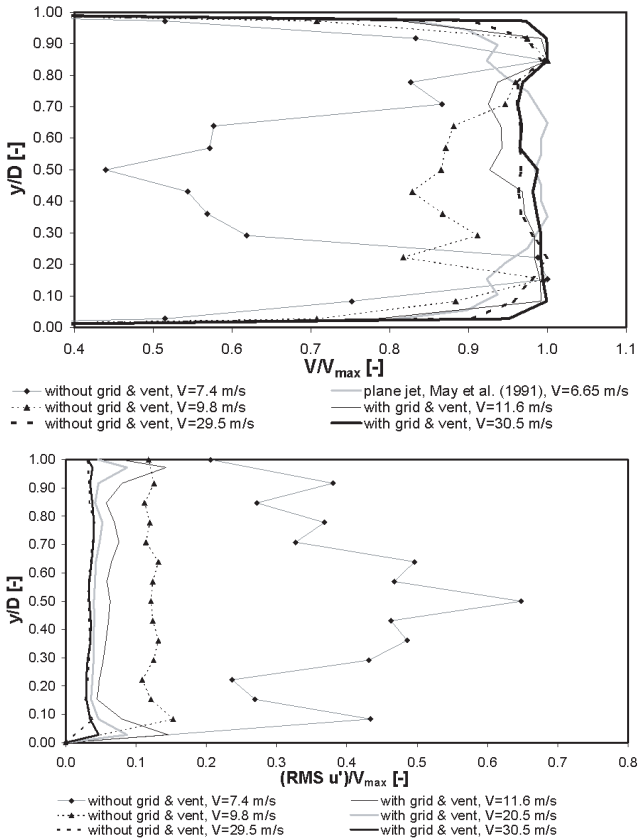 1.00
0.90
0.80
0.70
0.60
0.50
0.40
0.30
0.20
0.10
0.00
y/D [-]
0.4 0.5 0.6 0.7 0.8 0.9 1.0 1.1
V/Vmax [-]
without grid & vent, V=7.4 m/s
without grid & vent, V=9.8 m/s
without grid & vent, V=29.5 m/s
plane jet, May et al. (1991), V=6.65 m/s
with grid & vent, V=11.6 m/s
with grid & vent, V=30.5 m/s
1.00
0.90
0.80
0.70
0.60
0.50
0.40
0.30
0.20
0.10
0.00
y/D [-]
0.0 0.1 0.2 0.3 0.4 0.5 0.6 0.7 0.8
(RMS u')/Vmax [-]
without grid & vent, V=7.4 m/s
without grid & vent, V=9.8 m/s
without grid & vent, V=29.5 m/s
with grid & vent, V=11.6 m/s
with grid & vent, V=20.5 m/s
with grid & vent, V=30.5 m/s